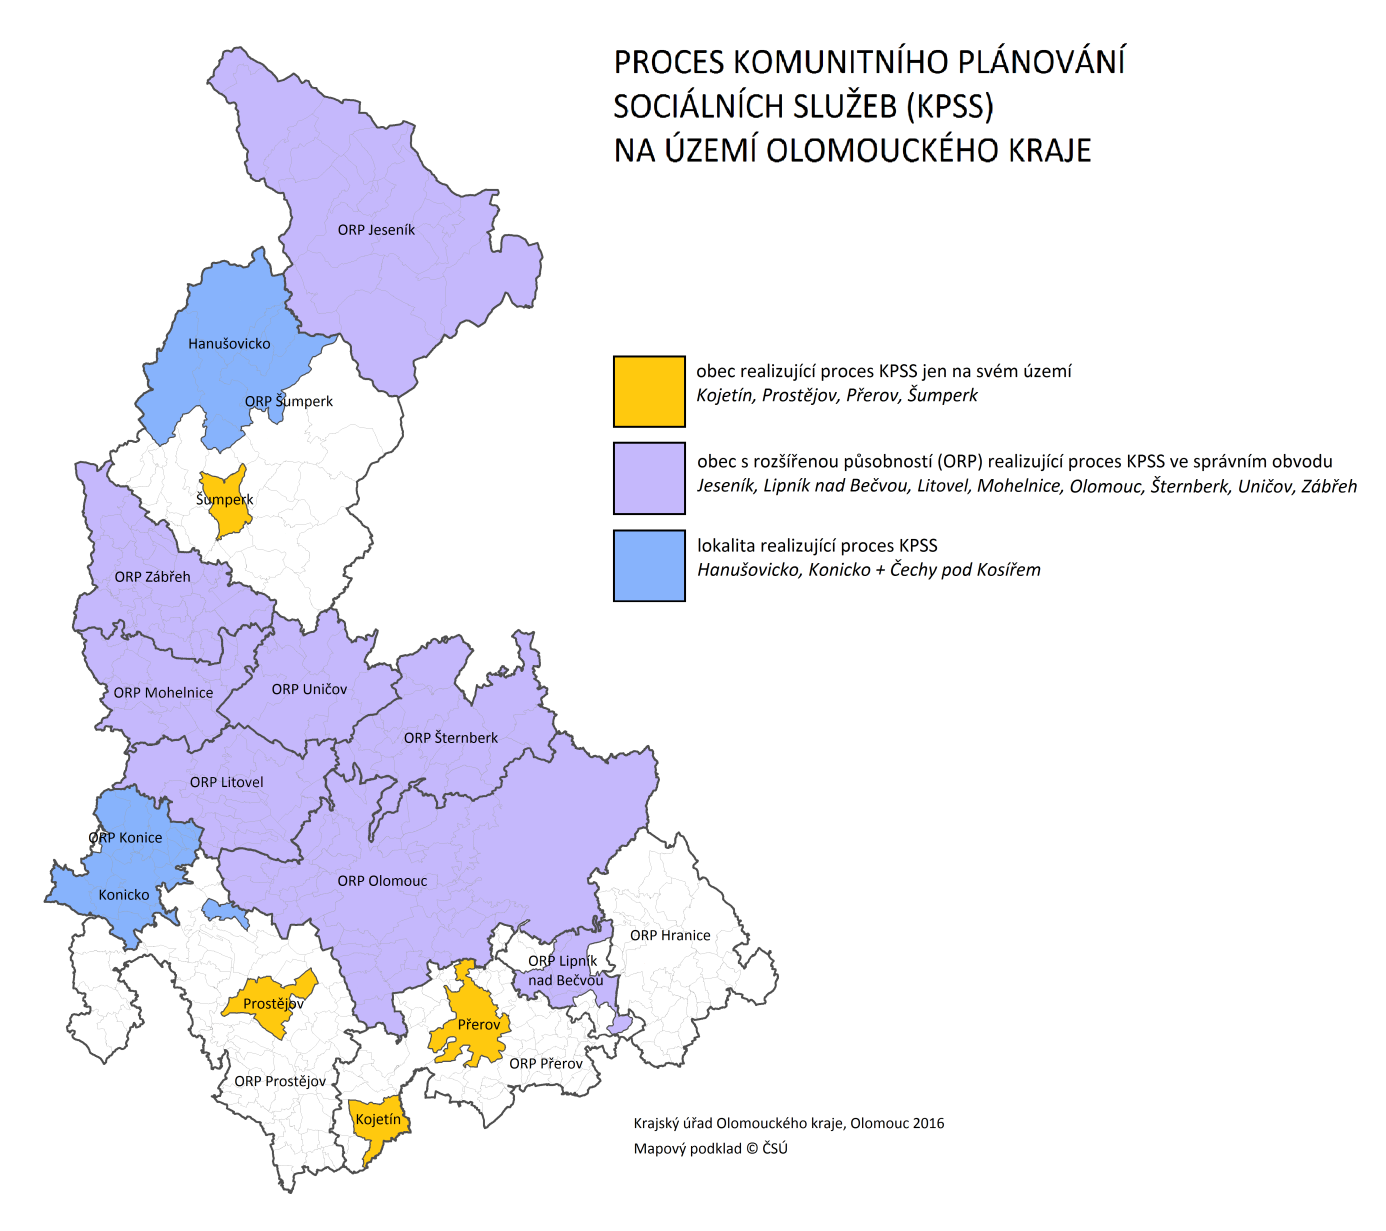 PROCES KOMUNITNÍHO PLÁNOVÁNÍ
SOCIÁLNÍCH SLUŽEB (KPSS)
NA ÚZEMÍ OLOMOUCKÉHO KRAJE
ORP Jeseník
Hanušovicko
ORP Šumperk
Šumperk
ORP Zábřeh
ORP Mohelnice
ORP Uničov
ORP Šternberk
ORP Litovel
ORP Konice
Konicko
ORP Olomouc
ORP Hranice
ORP Lipník
nad Bečvou
Prostějov
Přerov
ORP Přerov
ORP Prostějov
Kojetín
obec realizující proces KPSS jen na svém území
Kojetín, Prostějov, Přerov, Šumperk
obec s rozšířenou působností (ORP) realizující proces KPSS ve správním obvodu
Jeseník, Lipník nad Bečvou, Litovel, Mohelnice, Olomouc, Šternberk, Uničov, Zábřeh
lokalita realizující proces KPSS
Hanušovicko, Konicko + Čechy pod Kosířem
Krajský úřad Olomouckého kraje, Olomouc 2016
Mapový podklad © ČSÚ